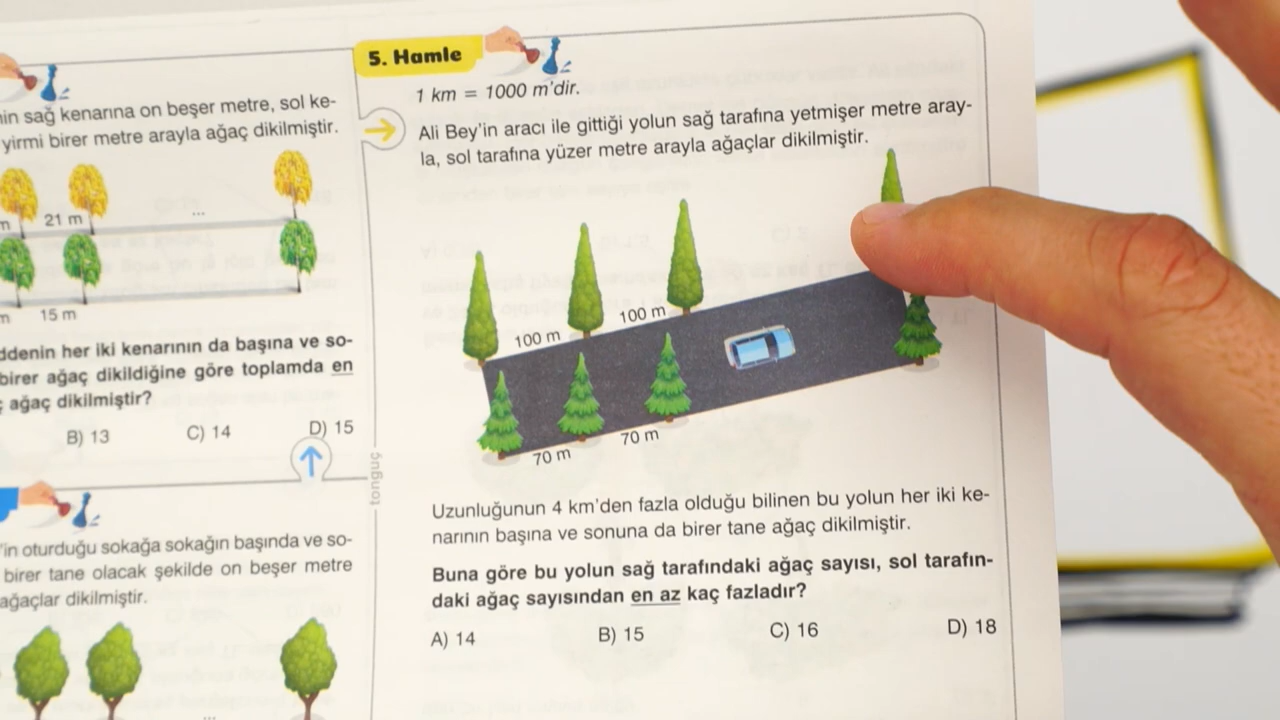 in sağ kenarına on beşer metre, sol ke-
yirmi birer metre arayla ağaç dikilmiştir.
21 m
...
m
15 m
ddenin her iki kenarının da başına ve so-
birer ağaç dikildiğine göre toplamda en
ç ağaç dikilmiştir?
B) 13
C) 14
D) 15
'in oturduğu sokağa sokağın başında ve so-
birer tane olacak şekilde on beşer metre
ağaçlar dikilmiştir.
...
tonguç
5. Hamle
1 km = 1000 m'dir.
Ali Bey'in aracı ile gittiği yolun sağ tarafına yetmişer metre aray-
la, sol tarafına yüzer metre arayla ağaçlar dikilmiştir.
100 m
100 m
70 m
70 m
Uzunluğunun 4 km'den fazla olduğu bilinen bu yolun her iki ke-
narının başına ve sonuna da birer tane ağaç dikilmiştir.
Buna göre bu yolun sağ tarafındaki ağaç sayısı, sol tarafın-
daki ağaç sayısından en az kaç fazladır?
A) 14
B) 15
C) 16
D) 18